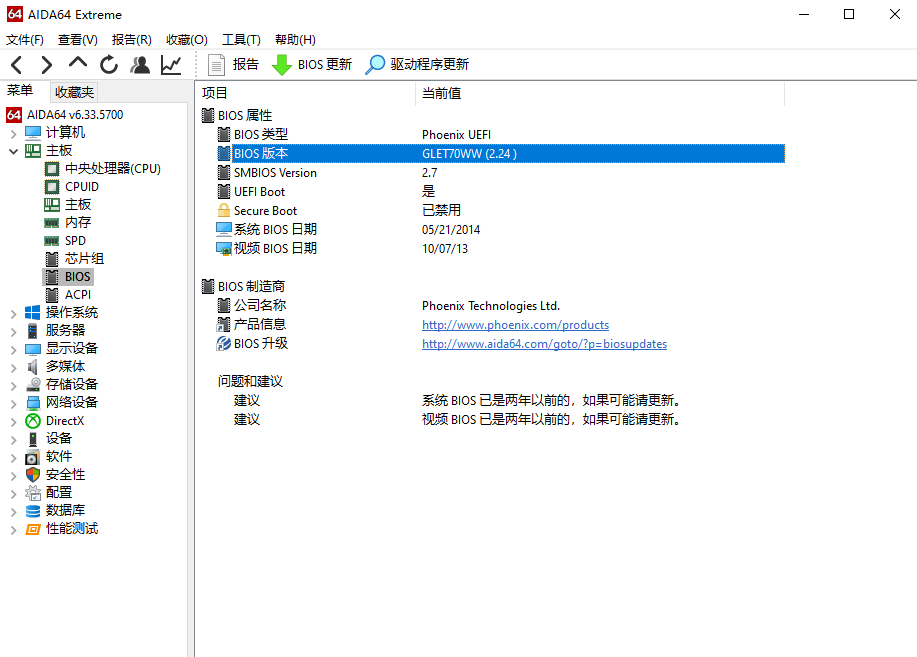 AIDA64 Extreme
文件(F) 查看(V) 报告(R) 收藏(O) 工具(T) 帮助(H)
报告 BIOS 更新 驱动程序更新
菜单 收藏夹
64 AIDA64 v6.33.5700
计算机
主板
中央处理器(CPU)
CPUID
主板
内存
SPD
芯片组
BIOS
ACPI
操作系统
服务器
显示设备
多媒体
存储设备
网络设备
DirectX
设备
软件
安全性
配置
数据库
性能测试
项目 当前值
BIOS 属性
BIOS 类型 Phoenix UEFI
BIOS 版本 GLET70WW (2.24 )
SMBIOS Version 2.7
UEFI Boot 是
Secure Boot 已禁用
系统 BIOS 日期 05/21/2014
视频 BIOS 日期 10/07/13
BIOS 制造商
公司名称 Phoenix Technologies Ltd.
产品信息 http://www.phoenix.com/products
BIOS 升级 http://www.aida64.com/goto/?p=biosupdates
问题和建议
建议 系统 BIOS 已是两年以前的，如果可能请更新。
建议 视频 BIOS 已是两年以前的，如果可能请更新。